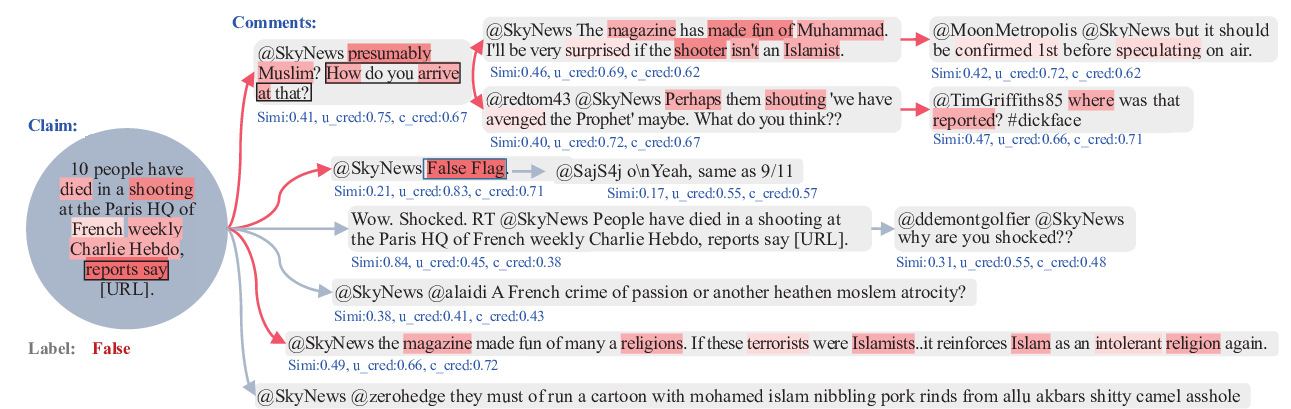 Comments:
Claim:
10 people have
died in a shooting
at the Paris HQ of
French weekly
Charlie Hebdo,
reports say
[URL].
Label: False
@SkyNews presumably
Muslim? How do you arrive
at that?
Simi:0.41, u_cred:0.75, c_cred:0.67
@SkyNews The magazine has made fun of Muhammad.
I'll be very surprised if the shooter isn't an Islamist.
Simi:0.46, u_cred:0.69, c_cred:0.62
@MoonMetropolis @SkyNews but it should
be confirmed 1st before speculating on air.
Simi:0.42, u_cred:0.72, c_cred:0.62
@redtom43 @SkyNews Perhaps them shouting 'we have
avenged the Prophet' maybe. What do you think??
Simi:0.40, u_cred:0.72, c_cred:0.67
@TimGriffiths85 where was that
reported? #dickface
Simi:0.47, u_cred:0.66, c_cred:0.71
@SkyNews False Flag.
Simi:0.21, u_cred:0.83, c_cred:0.71
@SajS4j o\nYeah, same as 9/11
Simi:0.17, u_cred:0.55, c_cred:0.57
Wow. Shocked. RT @SkyNews People have died in a shooting at
the Paris HQ of French weekly Charlie Hebdo, reports say [URL].
Simi:0.84, u_cred:0.45, c_cred:0.38
@ddemontgolfier @SkyNews
why are you shocked??
Simi:0.31, u_cred:0.55, c_cred:0.48
@SkyNews @alaidi A French crime of passion or another heathen moslem atrocity?
Simi:0.38, u_cred:0.41, c_cred:0.43
@SkyNews the magazine made fun of many a religions. If these terrorists were Islamists..it reinforces Islam as an intolerant religion again.
Simi:0.49, u_cred:0.66, c_cred:0.72
@SkyNews @zerohedge they must of run a cartoon with mohamed islam nibbling pork rinds from allu akbars shitty camel asshole